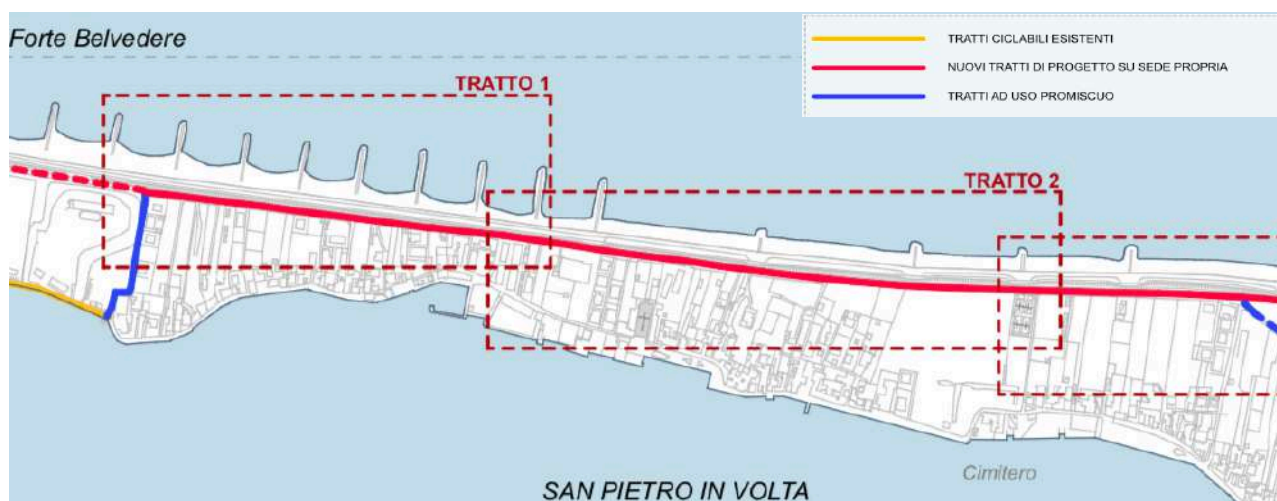 Forte Belvedere
TRATTI CICLABILI ESISTENTI
NUOVI TRATTI DI PROGETTO SU SEDE PROPRIA
TRATTI AD USO PROMISCUO
TRATTO 1
TRATTO 2
Cimitero
SAN PIETRO IN VOLTA